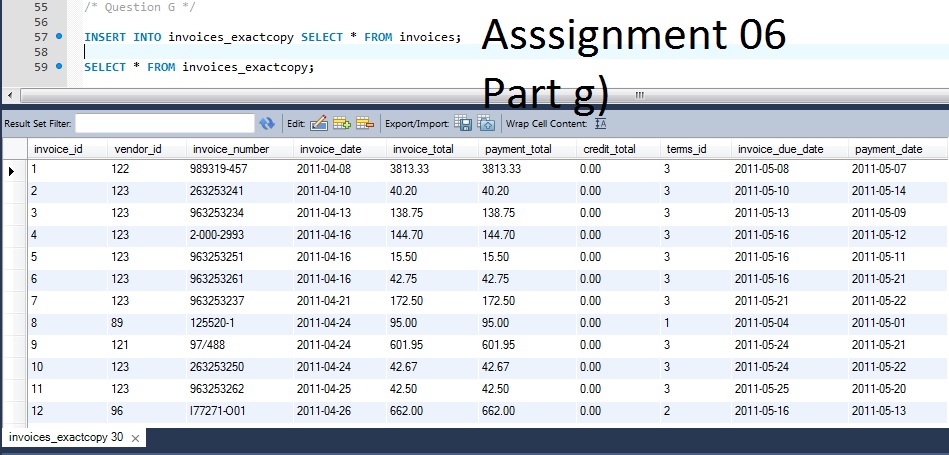 55 /* Question G */
56
57 INSERT INTO invoices_exactcopy SELECT * FROM invoices;
58
59 SELECT * FROM invoices_exactcopy;
Asssignment 06
Part g)
Result Set Filter: Edit: Export/Import: Wrap Cell Content:
invoice_id vendor_id invoice_number invoice_date invoice_total payment_total credit_total terms_id invoice_due_date payment_date
1 122 989319-457 2011-04-08 3813.33 3813.33 0.00 3 2011-05-08 2011-05-07
2 123 263253241 2011-04-10 40.20 40.20 0.00 3 2011-05-10 2011-05-14
3 123 963253234 2011-04-13 138.75 138.75 0.00 3 2011-05-13 2011-05-09
4 123 2-000-2993 2011-04-16 144.70 144.70 0.00 3 2011-05-16 2011-05-12
5 123 963253251 2011-04-16 15.50 15.50 0.00 3 2011-05-16 2011-05-11
6 123 963253261 2011-04-16 42.75 42.75 0.00 3 2011-05-16 2011-05-21
7 123 963253237 2011-04-21 172.50 172.50 0.00 3 2011-05-21 2011-05-22
8 89 125520-1 2011-04-24 95.00 95.00 0.00 1 2011-05-04 2011-05-01
9 121 97/488 2011-04-24 601.95 601.95 0.00 3 2011-05-24 2011-05-21
10 123 263253250 2011-04-24 42.67 42.67 0.00 3 2011-05-24 2011-05-22
11 123 963253262 2011-04-25 42.50 42.50 0.00 3 2011-05-25 2011-05-20
12 96 I77271-O01 2011-04-26 662.00 662.00 0.00 2 2011-05-16 2011-05-13
invoices_exactcopy 30